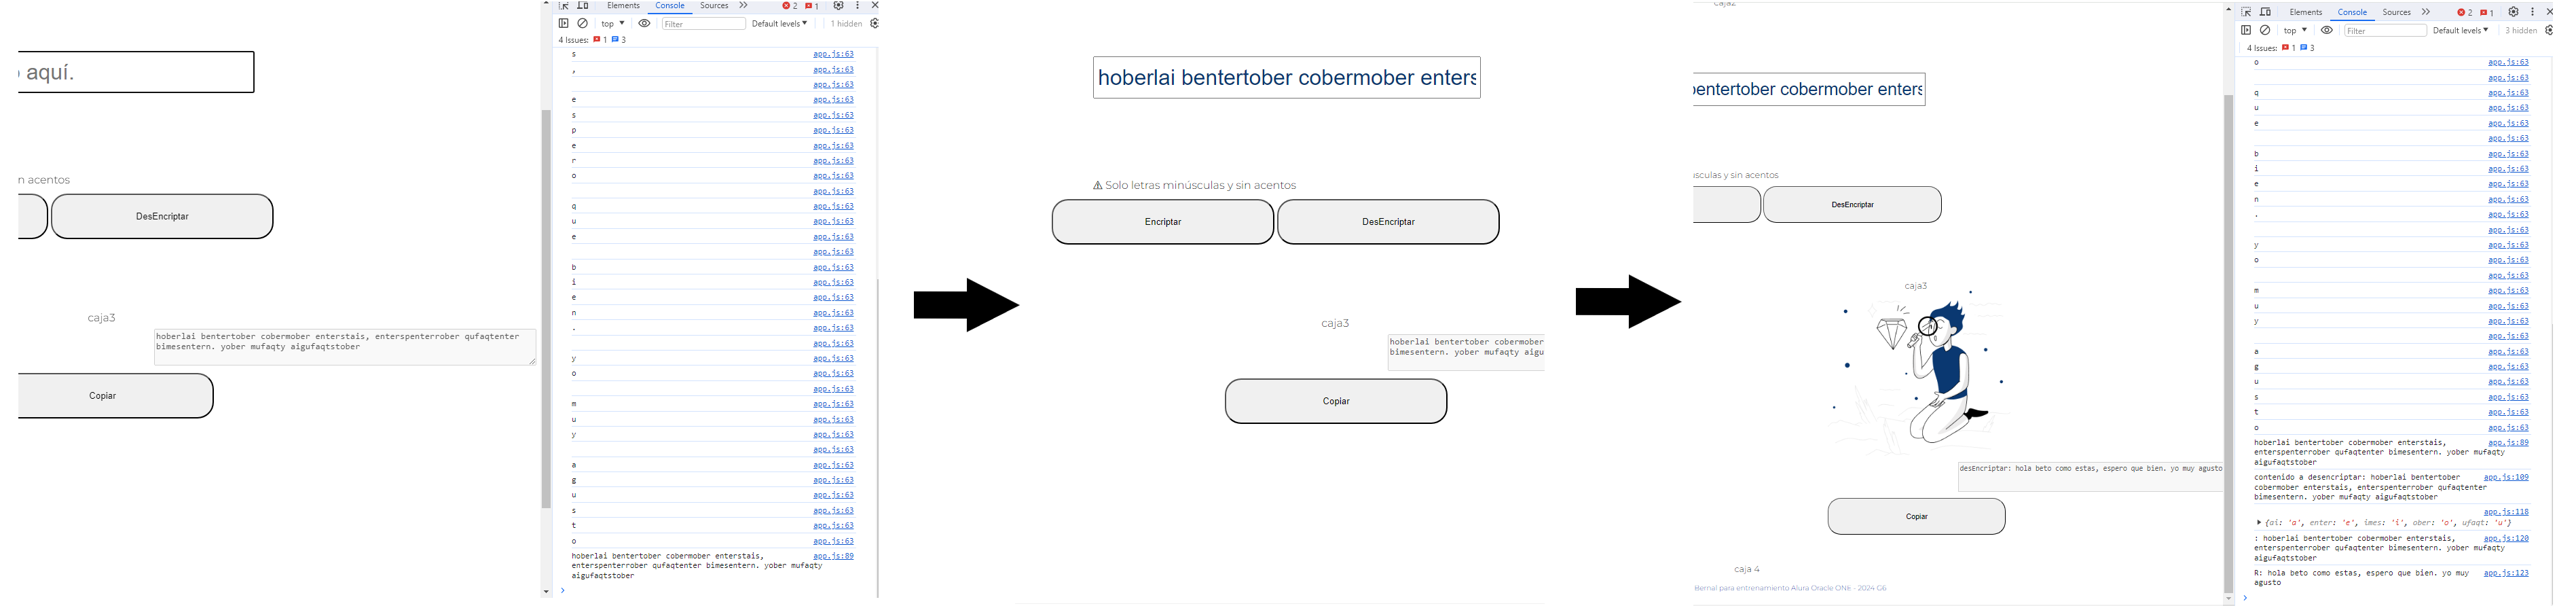 Elements Console Sources 2 1
top Filter Default levels 1 hidden
4 Issues: 1 3
s app.js:63
, app.js:63
app.js:63
e app.js:63
s app.js:63
p app.js:63
e app.js:63
r app.js:63
o app.js:63
app.js:63
q app.js:63
u app.js:63
e app.js:63
app.js:63
b app.js:63
i app.js:63
e app.js:63
n app.js:63
. app.js:63
app.js:63
y app.js:63
o app.js:63
app.js:63
m app.js:63
u app.js:63
y app.js:63
app.js:63
a app.js:63
g app.js:63
u app.js:63
s app.js:63
t app.js:63
o app.js:63
hoberlai bentertober cobermober enterstais, app.js:89
enterspenterrober qufaqtenter bimesentern. yober mufaqty
aigufaqtstober
aquí.
n acentos
DesEncriptar
caja3
hoberlai bentertober cobermober enterstais, enterspenterrober qufaqtenter
bimesentern. yober mufaqty aigufaqtstober
Copiar
hoberlai bentertober cobermober enters
⚠ Solo letras minúsculas y sin acentos
Encriptar DesEncriptar
caja3
hoberlai bentertober cobermober
bimesentern. yober mufaqty aigu
Copiar
caja2
bentertober cobermober enters
úsculas y sin acentos
DesEncriptar
caja3
desEncriptar: hola beto como estas, espero que bien. yo muy agusto
Copiar
caja 4
Bernal para entrenamiento Alura Oracle ONE - 2024 G6
Elements Console Sources 2 1
top Filter Default levels 3 hidden
4 Issues: 1 3
o app.js:63
app.js:63
q app.js:63
u app.js:63
e app.js:63
app.js:63
b app.js:63
i app.js:63
e app.js:63
n app.js:63
. app.js:63
app.js:63
y app.js:63
o app.js:63
app.js:63
m app.js:63
u app.js:63
y app.js:63
app.js:63
a app.js:63
g app.js:63
u app.js:63
s app.js:63
t app.js:63
o app.js:63
hoberlai bentertober cobermober enterstais, app.js:89
enterspenterrober qufaqtenter bimesentern. yober mufaqty
aigufaqtstober
contenido a desencriptar: hoberlai bentertober app.js:109
cobermober enterstais, enterspenterrober qufaqtenter
bimesentern. yober mufaqty aigufaqtstober
app.js:118
{ai: 'a', enter: 'e', imes: 'i', ober: 'o', ufaqt: 'u'}
: hoberlai bentertober cobermober enterstais, app.js:120
enterspenterrober qufaqtenter bimesentern. yober mufaqty
aigufaqtstober
R: hola beto como estas, espero que bien. yo muy app.js:123
agusto